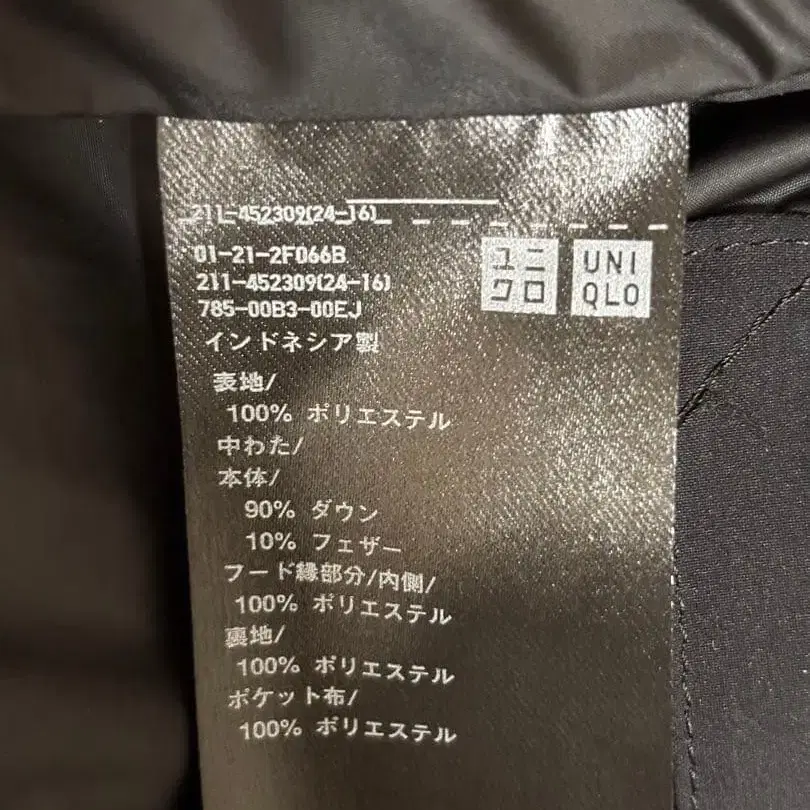 211-452309(24-16)
01-21-2F066B
211-452309(24-16)
785-00B3-00EJ
ユニクロ
UNIQLO
インドネシア製
表地/
100% ポリエステル
中わた/
本体/
90% ダウン
10% フェザー
フード縁部分/内側/
100% ポリエステル
裏地/
100% ポリエステル
ポケット布/
100% ポリエステル